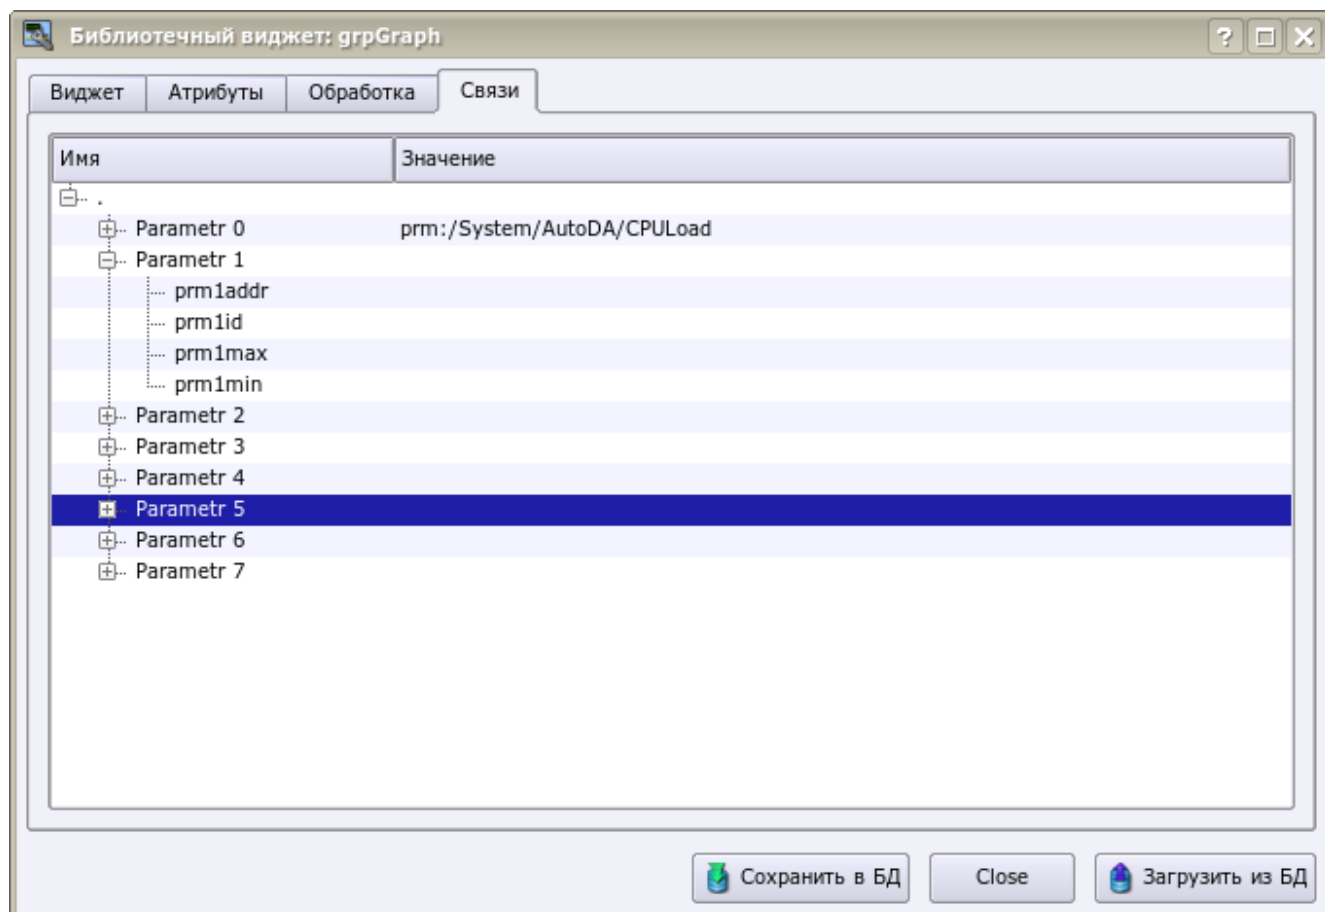 Библиотечный виджет: grpGraph
Виджет Атрибуты Обработка Связи
Имя Значение
.
Parametr 0 prm:/System/AutoDA/CPULoad
Parametr 1
prm1addr
prm1id
prm1max
prm1min
Parametr 2
Parametr 3
Parametr 4
Parametr 5
Parametr 6
Parametr 7
Сохранить в БД Close Загрузить из БД